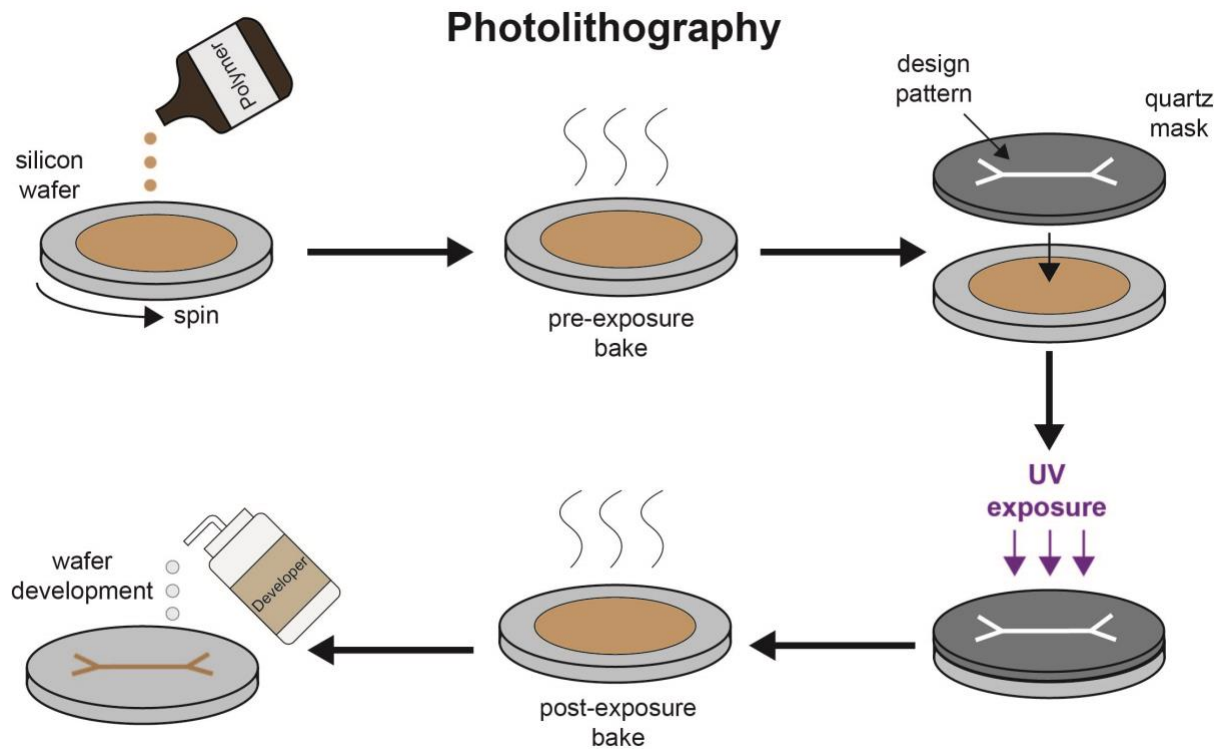 Photolithography
Polymer
silicon
wafer
spin
pre-exposure
bake
design
pattern
quartz
mask
UV
exposure
post-exposure
bake
Developer
wafer
development